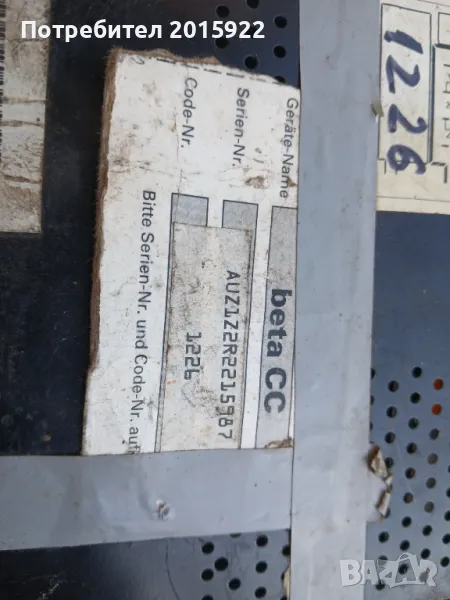 Потребител 2015922
Geräte-Name beta CC
Serien-Nr. AUZ1Z2R2215987
Code-Nr. 1226
Bitte Serien-Nr. und Code-Nr.
1226
BAZAR